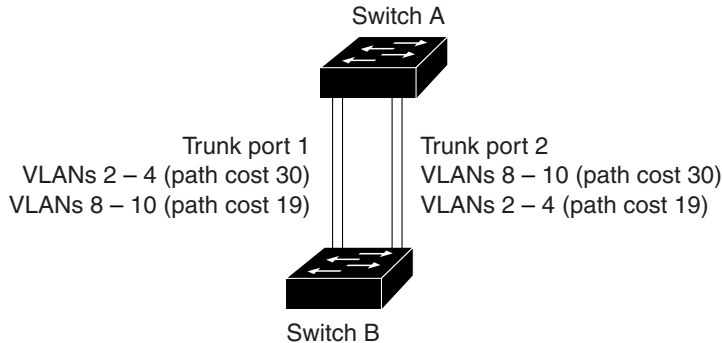 Switch A
Trunk port 1
VLANs 2 – 4 (path cost 30)
VLANs 8 – 10 (path cost 19)
Trunk port 2
VLANs 8 – 10 (path cost 30)
VLANs 2 – 4 (path cost 19)
Switch B